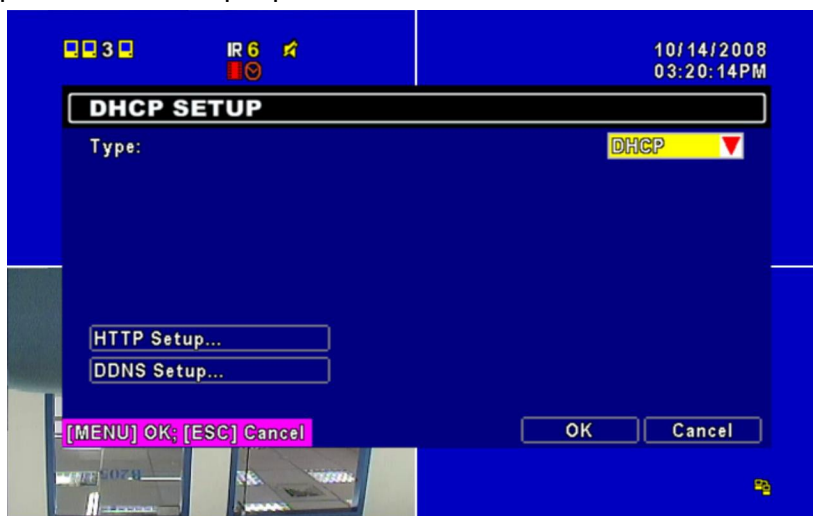 3 IR 6 10/14/2008
03:20:14PM
DHCP SETUP
Type: DHCP
HTTP Setup...
DDNS Setup...
[MENU] OK; [ESC] Cancel OK Cancel
B205